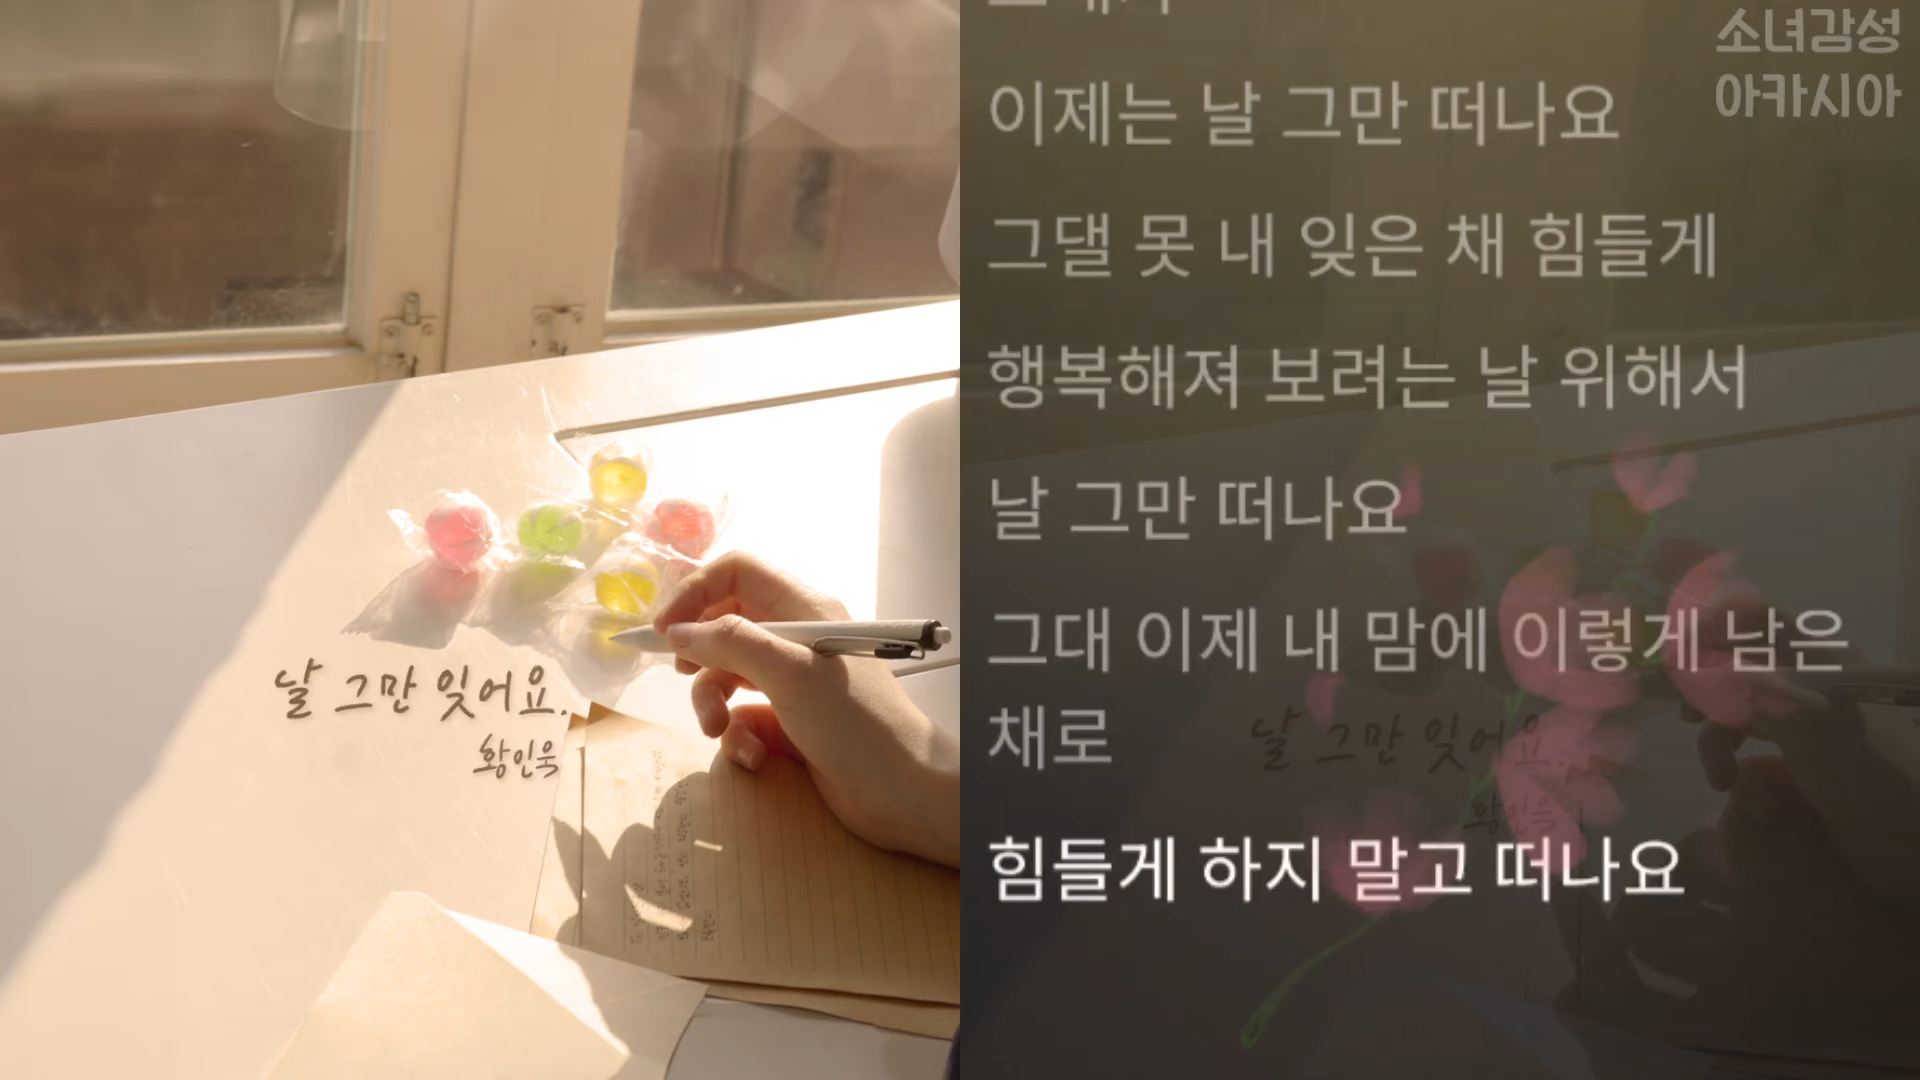 날 그만 잊어요.
황인욱
소녀감성
아카시아
이제는 날 그만 떠나요
그댈 못 내 잊은 채 힘들게
행복해져 보려는 날 위해서
날 그만 떠나요
그대 이제 내 맘에 이렇게 남은
채로
힘들게 하지 말고 떠나요